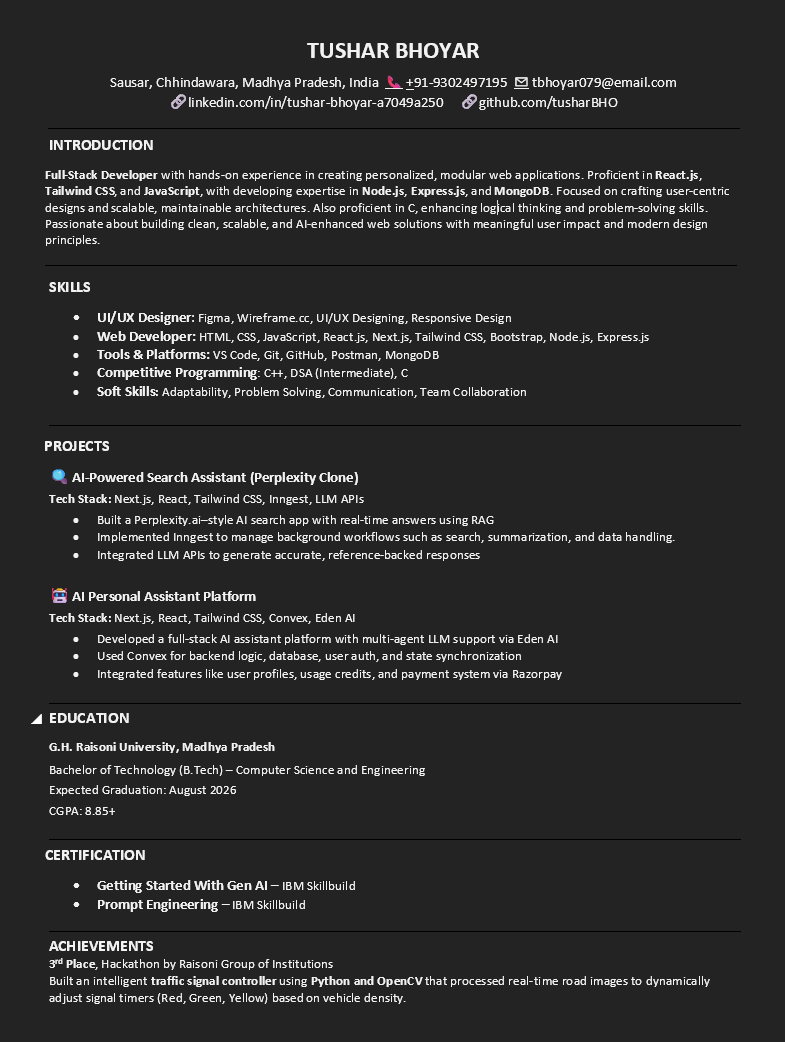 TUSHAR BHOYAR
Sausar, Chhindawara, Madhya Pradesh, India 📞 +91-9302497195 ✉ tbhoyar079@email.com
🔗linkedin.com/in/tushar-bhoyar-a7049a250 🔗github.com/tusharBHO
INTRODUCTION
Full-Stack Developer with hands-on experience in creating personalized, modular web applications. Proficient in React.js,
Tailwind CSS, and JavaScript, with developing expertise in Node.js, Express.js, and MongoDB. Focused on crafting user-centric
designs and scalable, maintainable architectures. Also proficient in C, enhancing logical thinking and problem-solving skills.
Passionate about building clean, scalable, and AI-enhanced web solutions with meaningful user impact and modern design
principles.
SKILLS
• UI/UX Designer: Figma, Wireframe.cc, UI/UX Designing, Responsive Design
• Web Developer: HTML, CSS, JavaScript, React.js, Next.js, Tailwind CSS, Bootstrap, Node.js, Express.js
• Tools & Platforms: VS Code, Git, GitHub, Postman, MongoDB
• Competitive Programming: C++, DSA (Intermediate), C
• Soft Skills: Adaptability, Problem Solving, Communication, Team Collaboration
PROJECTS
🔍 AI-Powered Search Assistant (Perplexity Clone)
Tech Stack: Next.js, React, Tailwind CSS, Inngest, LLM APIs
• Built a Perplexity.ai–style AI search app with real-time answers using RAG
• Implemented Inngest to manage background workflows such as search, summarization, and data handling.
• Integrated LLM APIs to generate accurate, reference-backed responses
🤖 AI Personal Assistant Platform
Tech Stack: Next.js, React, Tailwind CSS, Convex, Eden AI
• Developed a full-stack AI assistant platform with multi-agent LLM support via Eden AI
• Used Convex for backend logic, database, user auth, and state synchronization
• Integrated features like user profiles, usage credits, and payment system via Razorpay
EDUCATION
G.H. Raisoni University, Madhya Pradesh
Bachelor of Technology (B.Tech) – Computer Science and Engineering
Expected Graduation: August 2026
CGPA: 8.85+
CERTIFICATION
• Getting Started With Gen AI – IBM Skillbuild
• Prompt Engineering – IBM Skillbuild
ACHIEVEMENTS
3rd Place, Hackathon by Raisoni Group of Institutions
Built an intelligent traffic signal controller using Python and OpenCV that processed real-time road images to dynamically
adjust signal timers (Red, Green, Yellow) based on vehicle density.